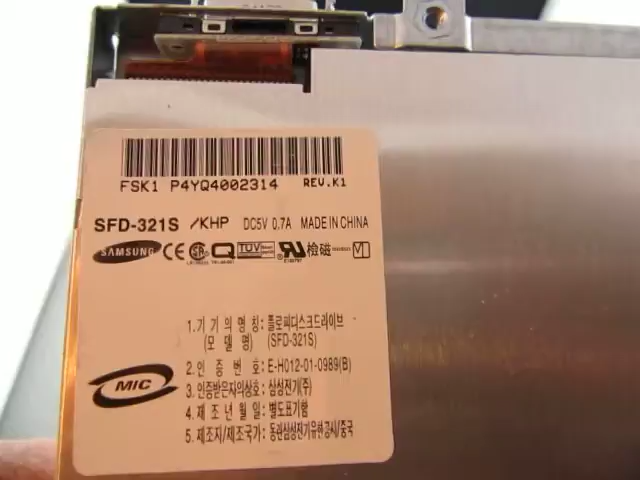 FSK1 P4YQ4002314 REV.K1
SFD-321S /KHP DC5V 0.7A MADE IN CHINA
SAMSUNG CE TÜV 檢磁
1. 기 기 의 명 칭 : 플로피디스크드라이브
(모 델 명) (SFD-321S)
2. 인 증 번 호 : E-H012-01-0989(B)
3. 인증받은자의상호 : 삼성전기(주)
4. 제 조 년 월 일 : 별도표기함
5. 제조자/제조국가 : 동관삼성전기유한공사/중국
MIC